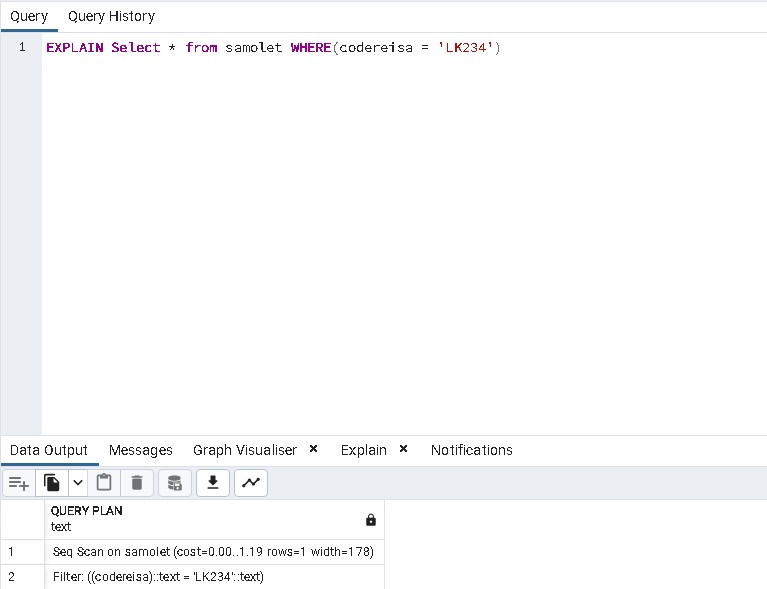 Query Query History
1 EXPLAIN Select * from samolet WHERE(codereisa = 'LK234')
Data Output Messages Graph Visualiser × Explain × Notifications
QUERY PLAN
text
1 Seq Scan on samolet (cost=0.00..1.19 rows=1 width=178)
2 Filter: ((codereisa)::text = 'LK234'::text)